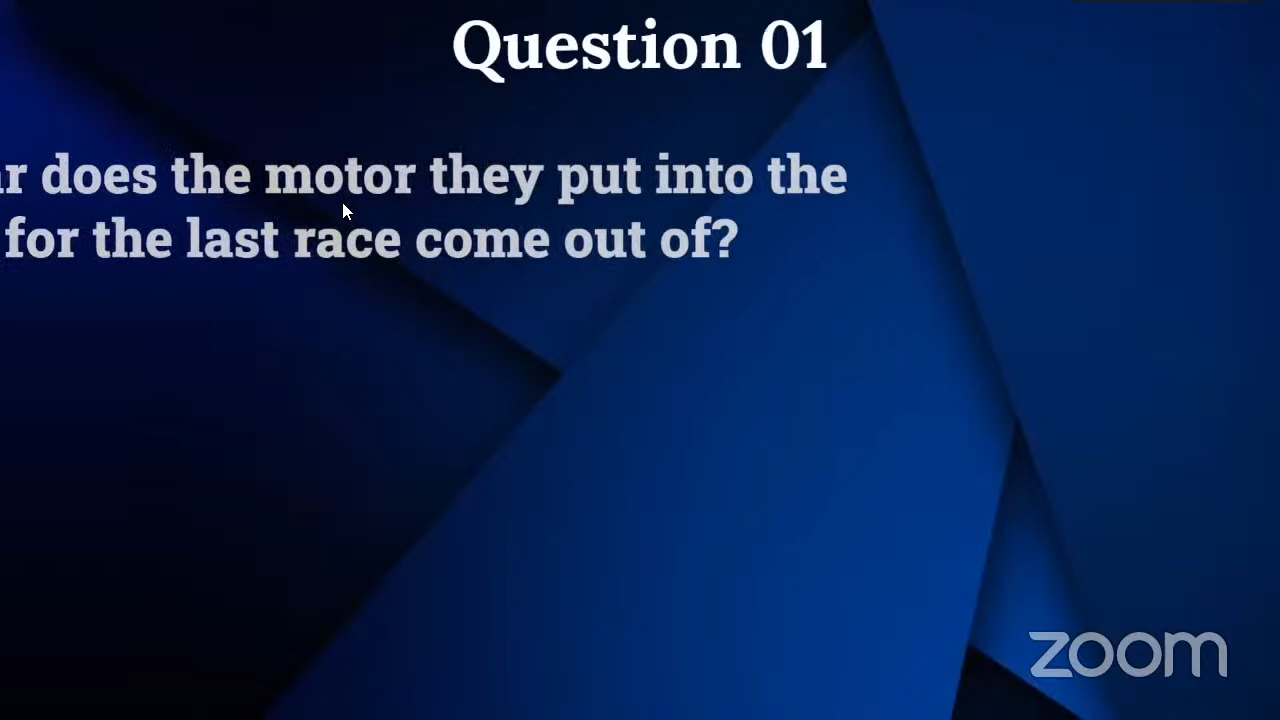 Question 01
r does the motor they put into the
for the last race come out of?
zoom